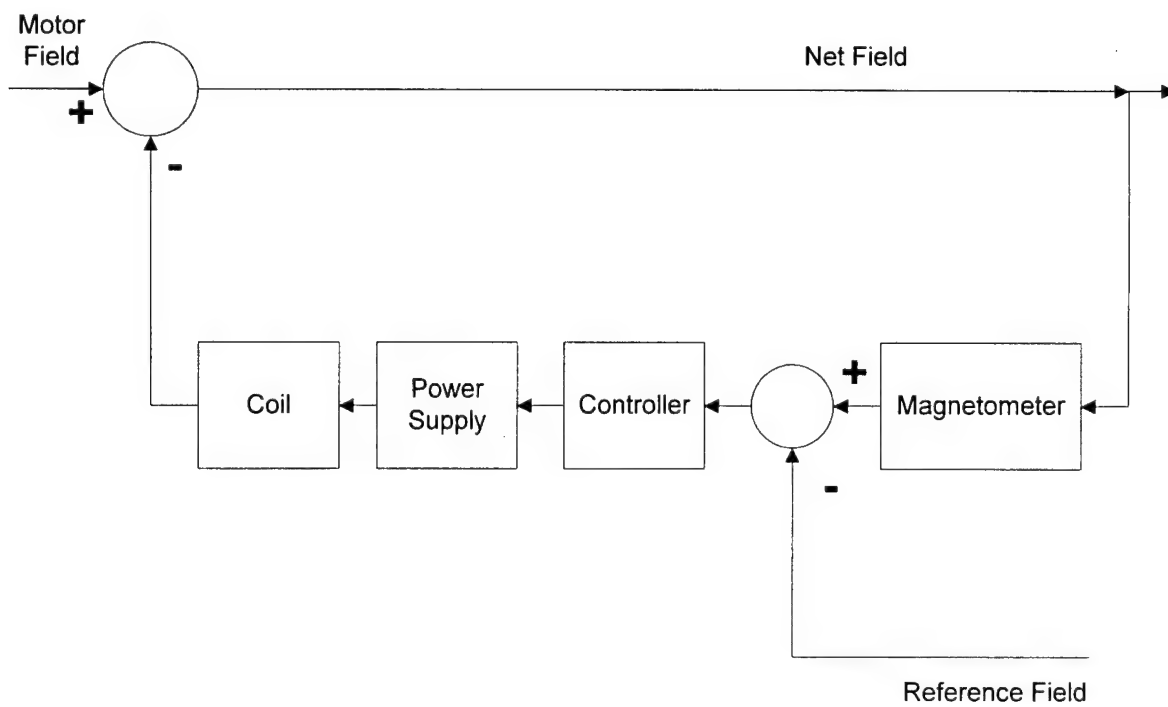 Motor
Field
Net Field
+
-
Coil
Power
Supply
Controller
+
Magnetometer
-
Reference Field